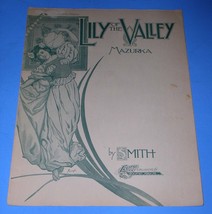 LILY OF THE VALLEY
MAZURKA
by SMITH